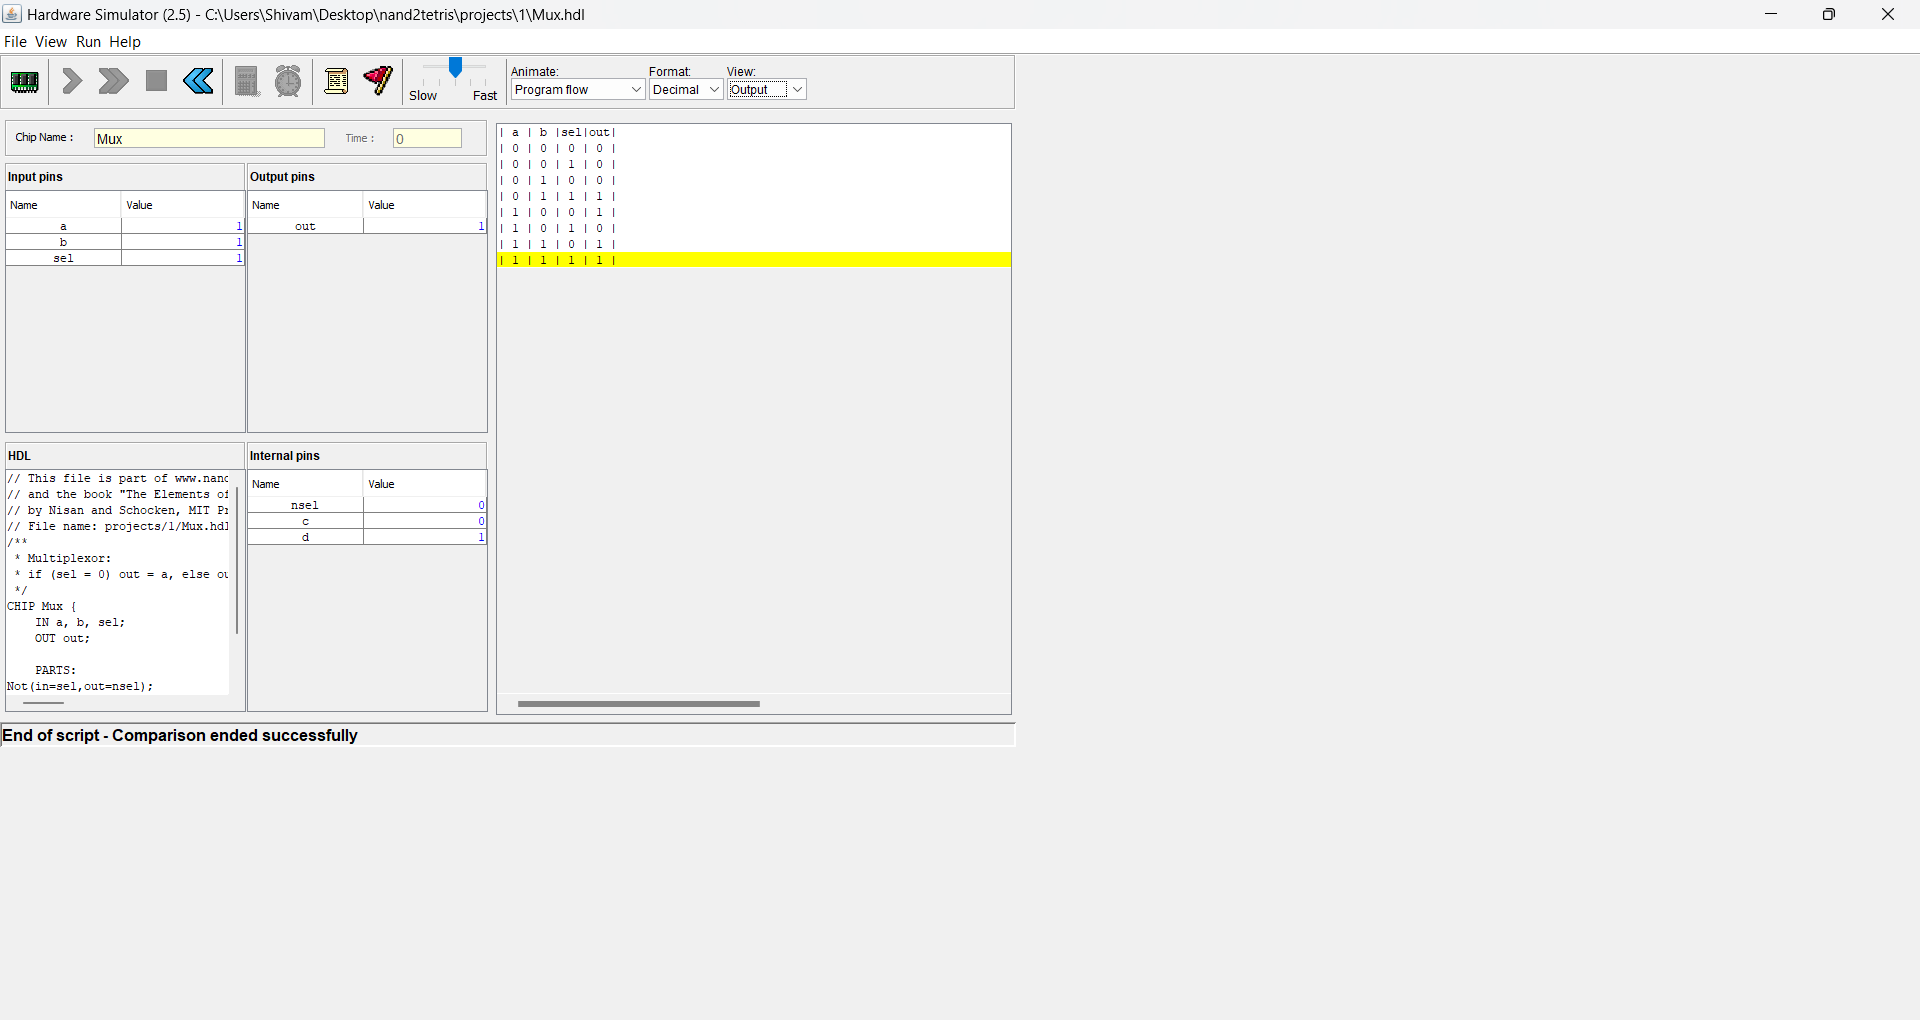 Hardware Simulator (2.5) - C:\Users\Shivam\Desktop\nand2tetris\projects\1\Mux.hdl
File View Run Help
Slow Fast
Animate: Format: View:
Program flow Decimal Output
Chip Name : Mux Time : 0
Input pins
Name Value
a 1
b 1
sel 1
Output pins
Name Value
out 1
| a | b |sel|out|
| 0 | 0 | 0 | 0 |
| 0 | 0 | 1 | 0 |
| 0 | 1 | 0 | 0 |
| 0 | 1 | 1 | 1 |
| 1 | 0 | 0 | 1 |
| 1 | 0 | 1 | 0 |
| 1 | 1 | 0 | 1 |
| 1 | 1 | 1 | 1 |
HDL
// This file is part of www.nand
// and the book "The Elements of
// by Nisan and Schocken, MIT Pr
// File name: projects/1/Mux.hdl
/**
* Multiplexor:
* if (sel = 0) out = a, else ou
*/
CHIP Mux {
IN a, b, sel;
OUT out;
PARTS:
Not(in=sel,out=nsel);
Internal pins
Name Value
nsel 0
c 0
d 1
End of script - Comparison ended successfully